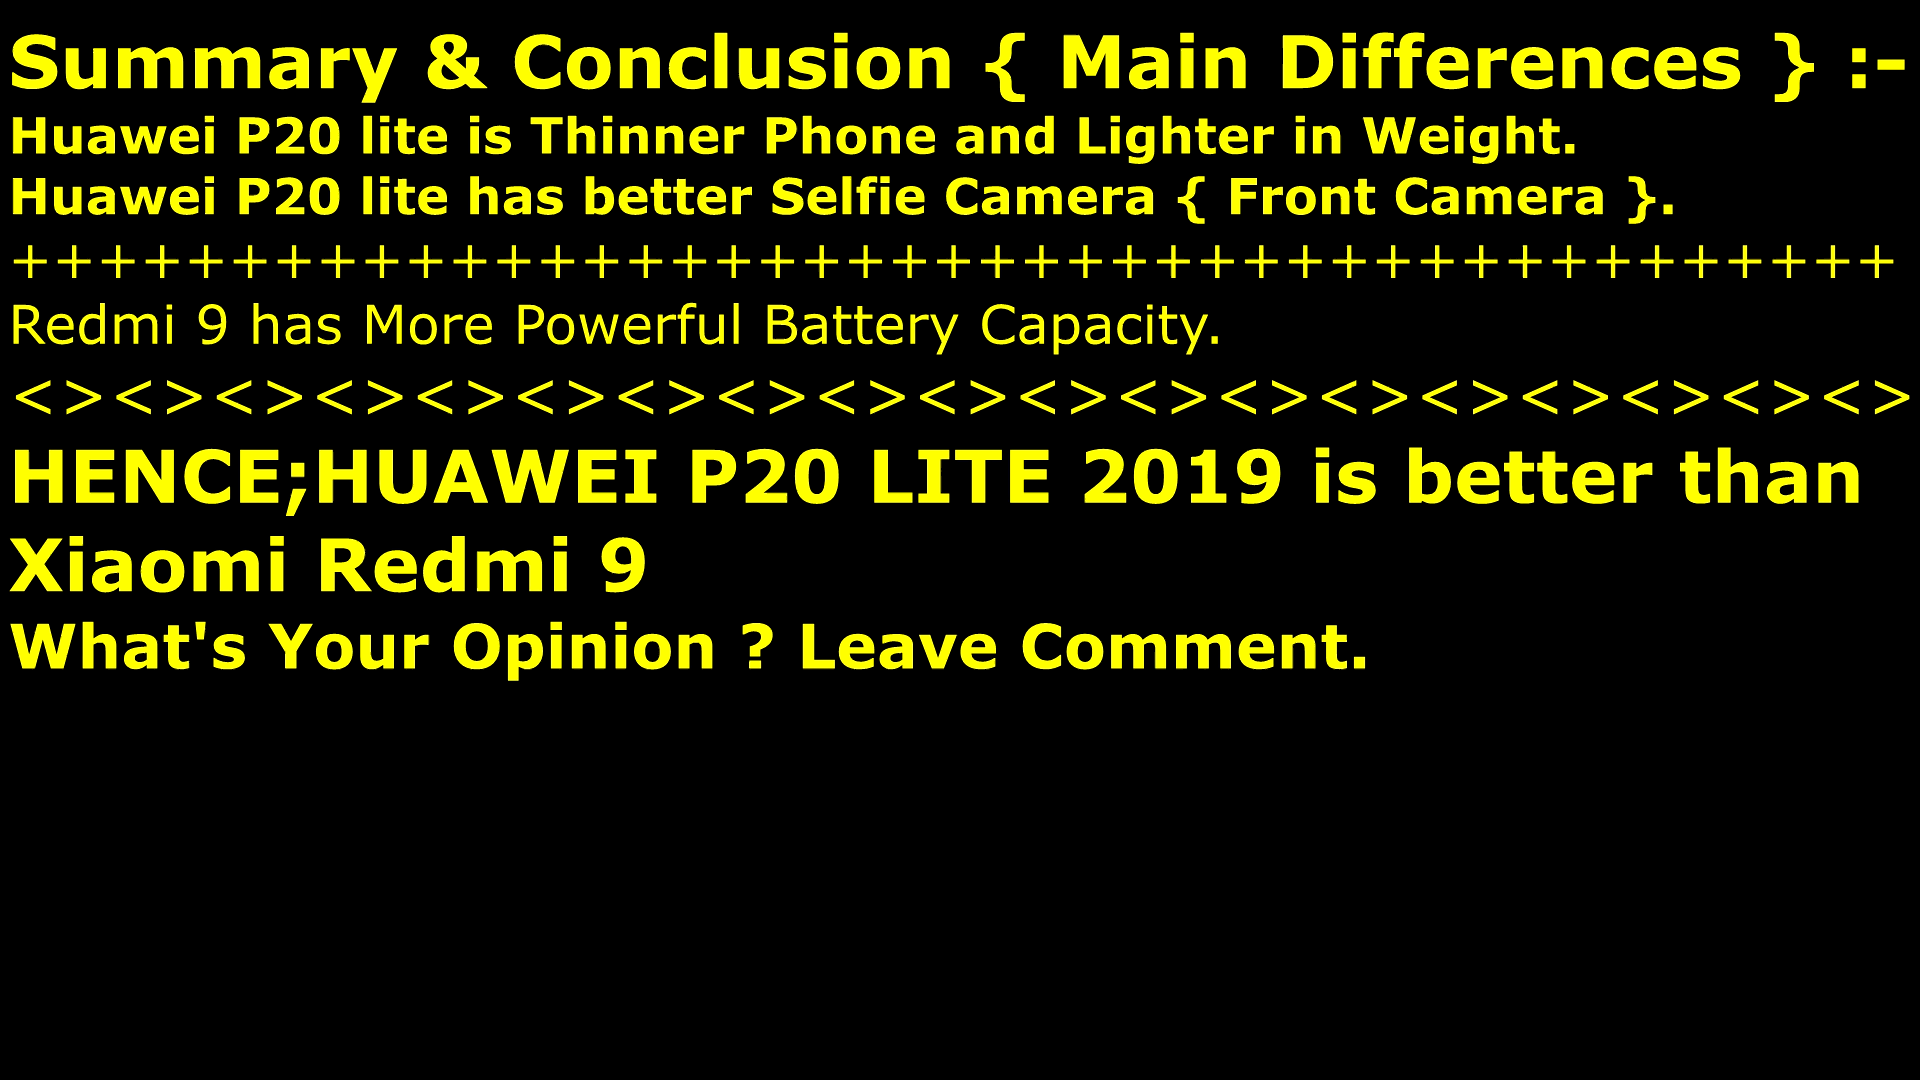 Summary & Conclusion { Main Differences } :-
Huawei P20 lite is Thinner Phone and Lighter in Weight.
Huawei P20 lite has better Selfie Camera { Front Camera }.
+++++++++++++++++++++++++++++++++++++++++++
Redmi 9 has More Powerful Battery Capacity.
<><><><><><><><><><><><><><><><><><><>
HENCE;HUAWEI P20 LITE 2019 is better than
Xiaomi Redmi 9
What's Your Opinion ? Leave Comment.